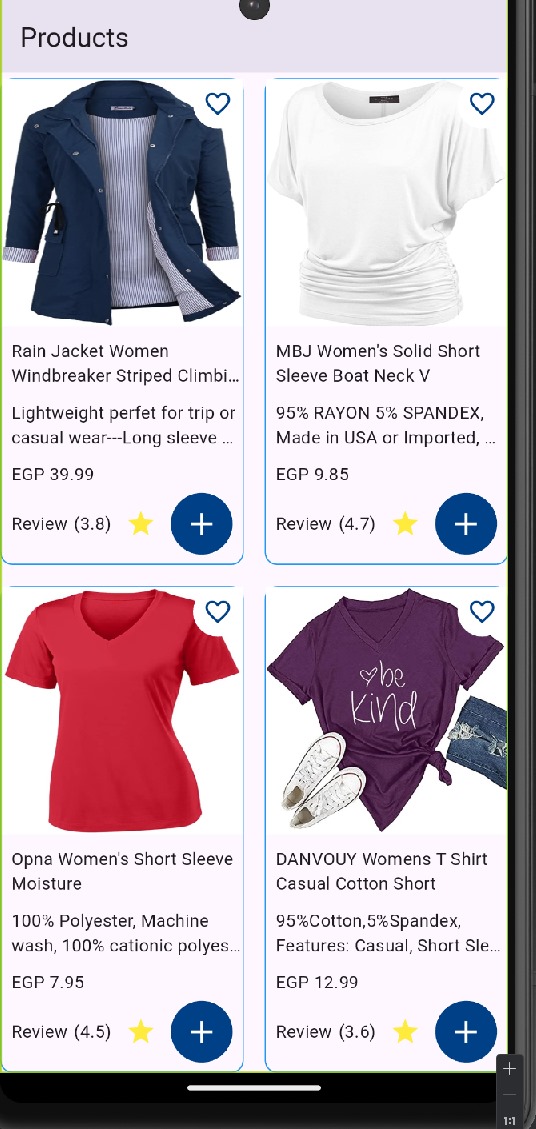 Products
Rain Jacket Women
Windbreaker Striped Climbi...
Lightweight perfet for trip or
casual wear---Long sleeve ...
EGP 39.99
Review (3.8)
MBJ Women's Solid Short
Sleeve Boat Neck V
95% RAYON 5% SPANDEX,
Made in USA or Imported, ...
EGP 9.85
Review (4.7)
be
kind
Opna Women's Short Sleeve
Moisture
100% Polyester, Machine
wash, 100% cationic polyes...
EGP 7.95
Review (4.5)
DANVOUY Womens T Shirt
Casual Cotton Short
95%Cotton,5%Spandex,
Features: Casual, Short Sle...
EGP 12.99
Review (3.6)
1:1